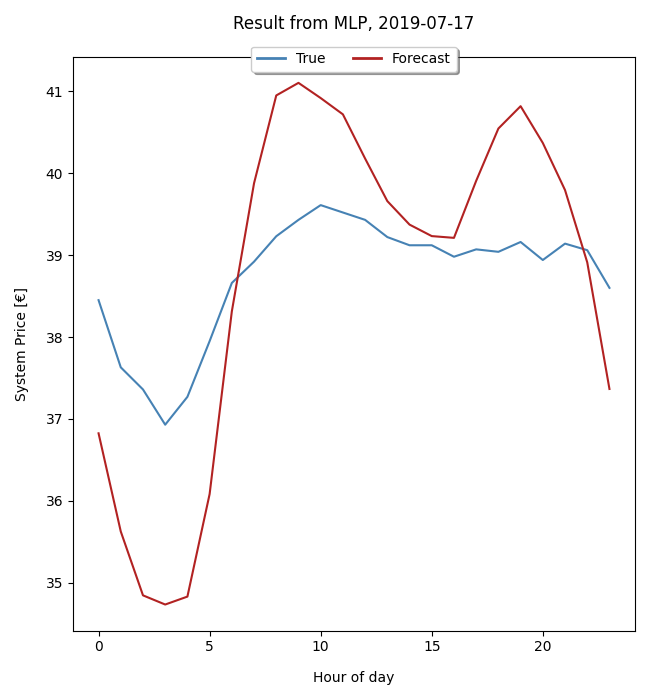 Result from MLP, 2019-07-17
True Forecast
41
40
39
38
37
36
35
System Price [€]
0 5 10 15 20
Hour of day